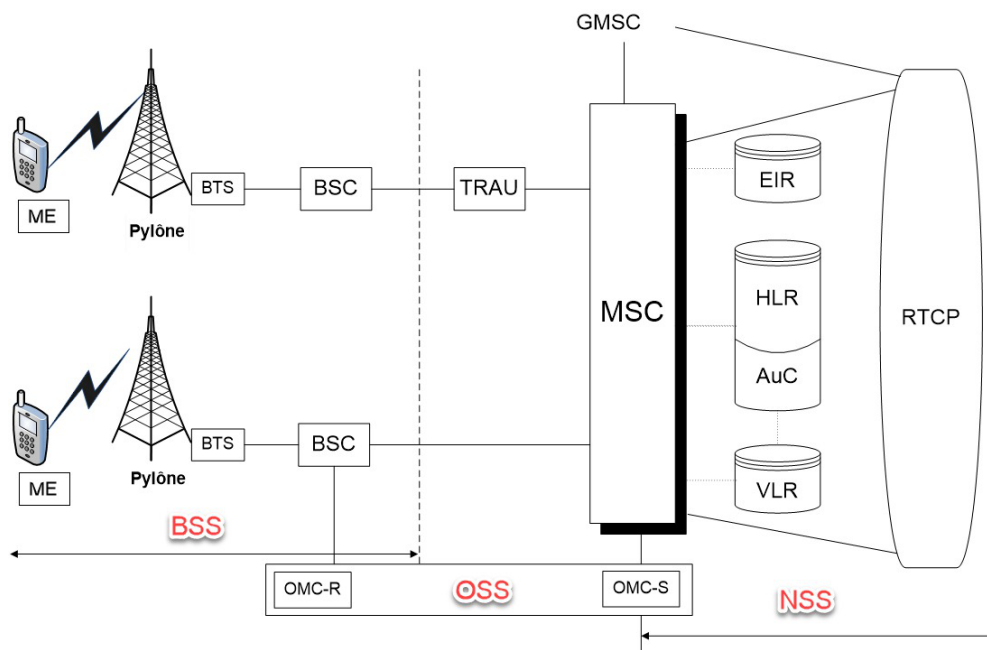 GMSC
ME
Pylône
BTS
BSC
TRAU
MSC
EIR
HLR
AuC
VLR
RTCP
ME
Pylône
BTS
BSC
BSS
OMC-R
OSS
OMC-S
NSS